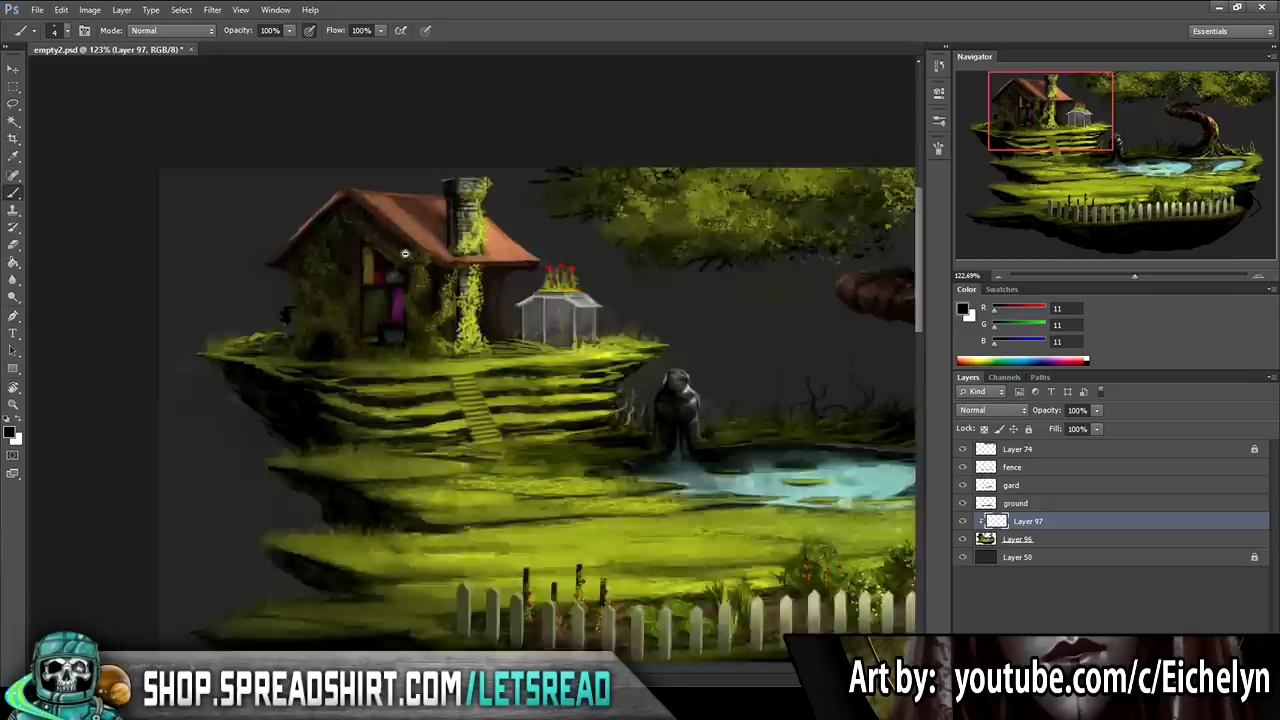 Ps File Edit Image Layer Type Select Filter View Window Help
4 Mode: Normal Opacity: 100% Flow: 100% Essentials
empty2.psd @ 123% (Layer 97, RGB/8) * ×
Navigator
122,69%
Color Swatches
R 11
G 11
B 11
Layers Channels Paths
Kind
Normal Opacity: 100%
Lock: Fill: 100%
Layer 74
fence
gard
ground
Layer 97
Layer 96
Layer 50
SHOP.SPREADSHIRT.COM/LETSREAD
Art by: youtube.com/c/Eichelyn